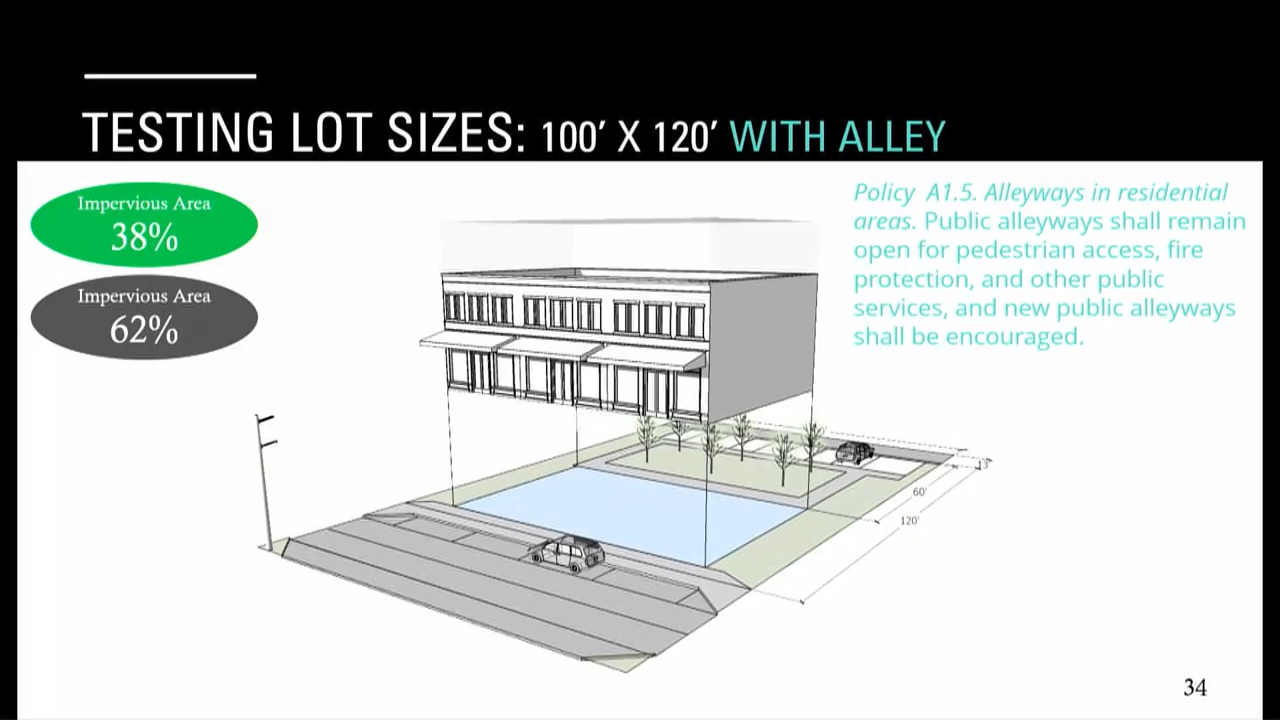 TESTING LOT SIZES: 100’ X 120’ WITH ALLEY
Impervious Area
38%
Impervious Area
62%
Policy A1.5. Alleyways in residential
areas. Public alleyways shall remain
open for pedestrian access, fire
protection, and other public
services, and new public alleyways
shall be encouraged.
60'
120'
34